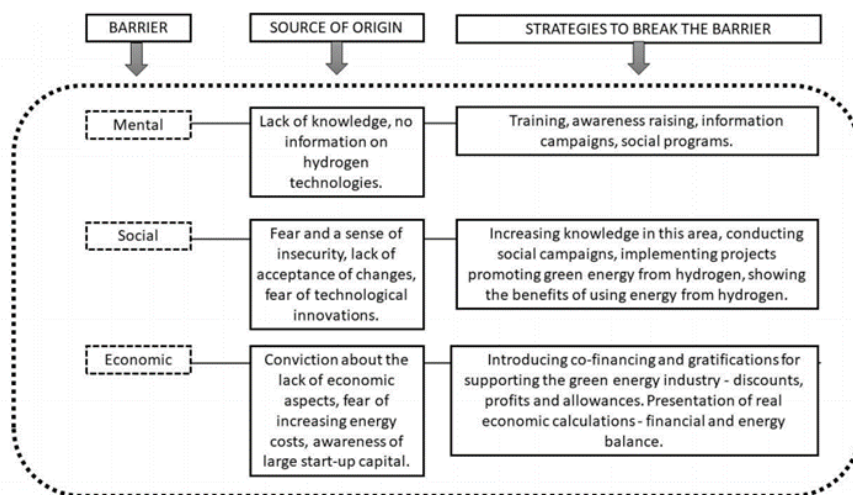 BARRIER
SOURCE OF ORIGIN
STRATEGIES TO BREAK THE BARRIER
Mental
Lack of knowledge, no
information on
hydrogen
technologies.
Training, awareness raising, information
campaigns, social programs.
Social
Fear and a sense of
insecurity, lack of
acceptance of changes,
fear of technological
innovations.
Increasing knowledge in this area, conducting
social campaigns, implementing projects
promoting green energy from hydrogen, showing
the benefits of using energy from hydrogen.
Economic
Conviction about the
lack of economic
aspects, fear of
increasing energy
costs, awareness of
large start-up capital.
Introducing co-financing and gratifications for
supporting the green energy industry - discounts,
profits and allowances. Presentation of real
economic calculations - financial and energy
balance.